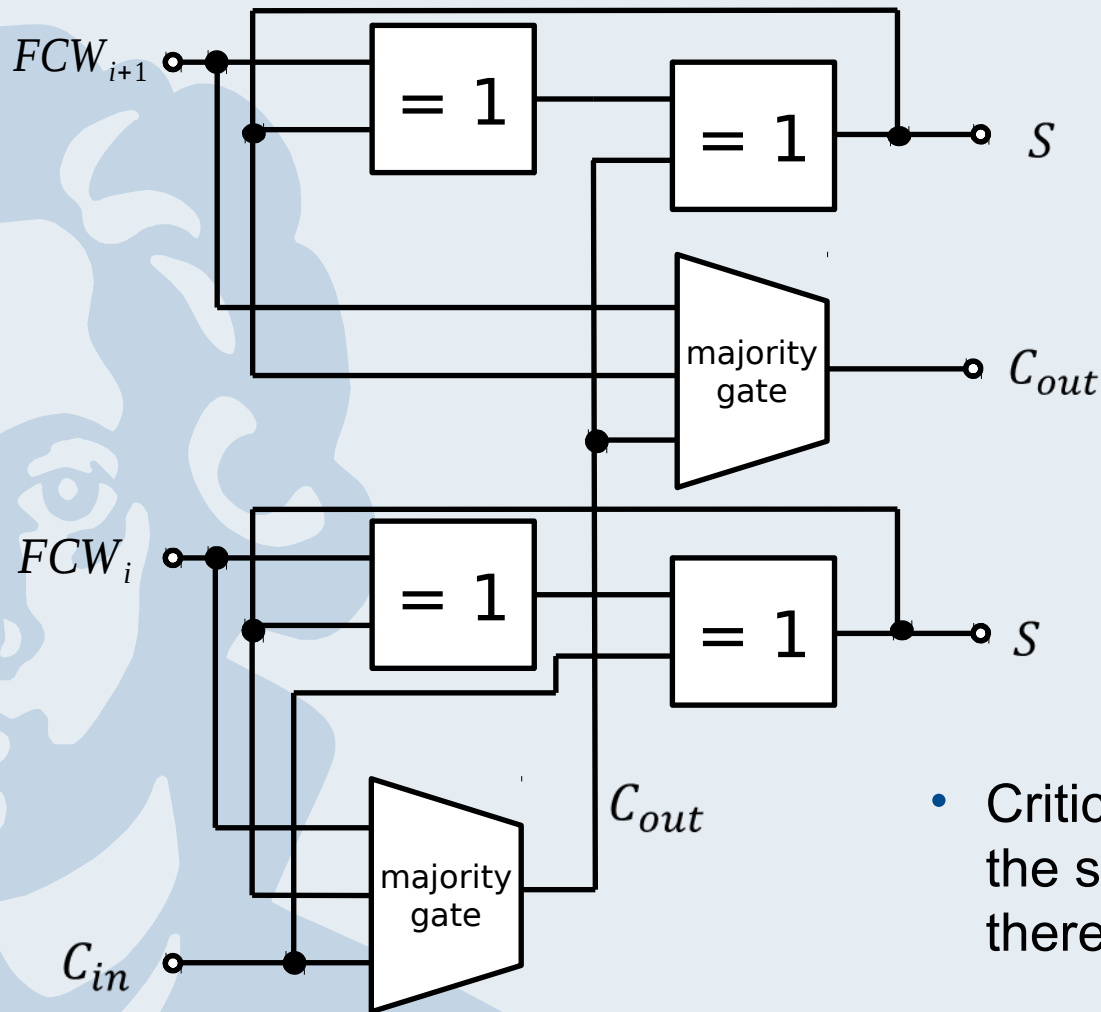 FCW_{i+1}
= 1
= 1
S
majority
gate
C_{out}
FCW_i
= 1
= 1
S
C_{out}
majority
gate
C_{in}
• Critic
the s
there